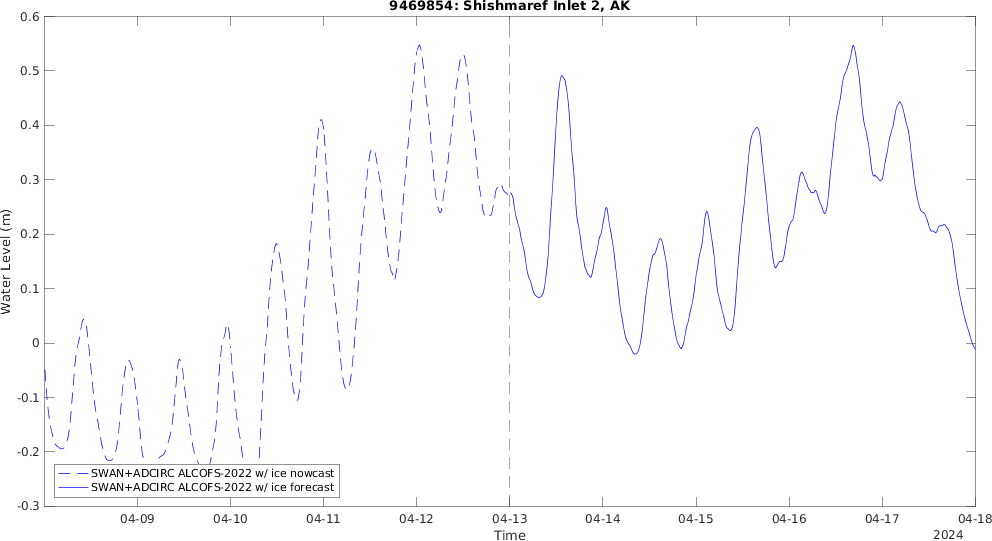 9469854: Shishmaref Inlet 2, AK
0.6
0.5
0.4
0.3
0.2
0.1
0
-0.1
-0.2
-0.3
Water Level (m)
SWAN+ADCIRC ALCOFS-2022 w/ ice nowcast
SWAN+ADCIRC ALCOFS-2022 w/ ice forecast
04-09 04-10 04-11 04-12 04-13 04-14 04-15 04-16 04-17 04-18
Time
2024